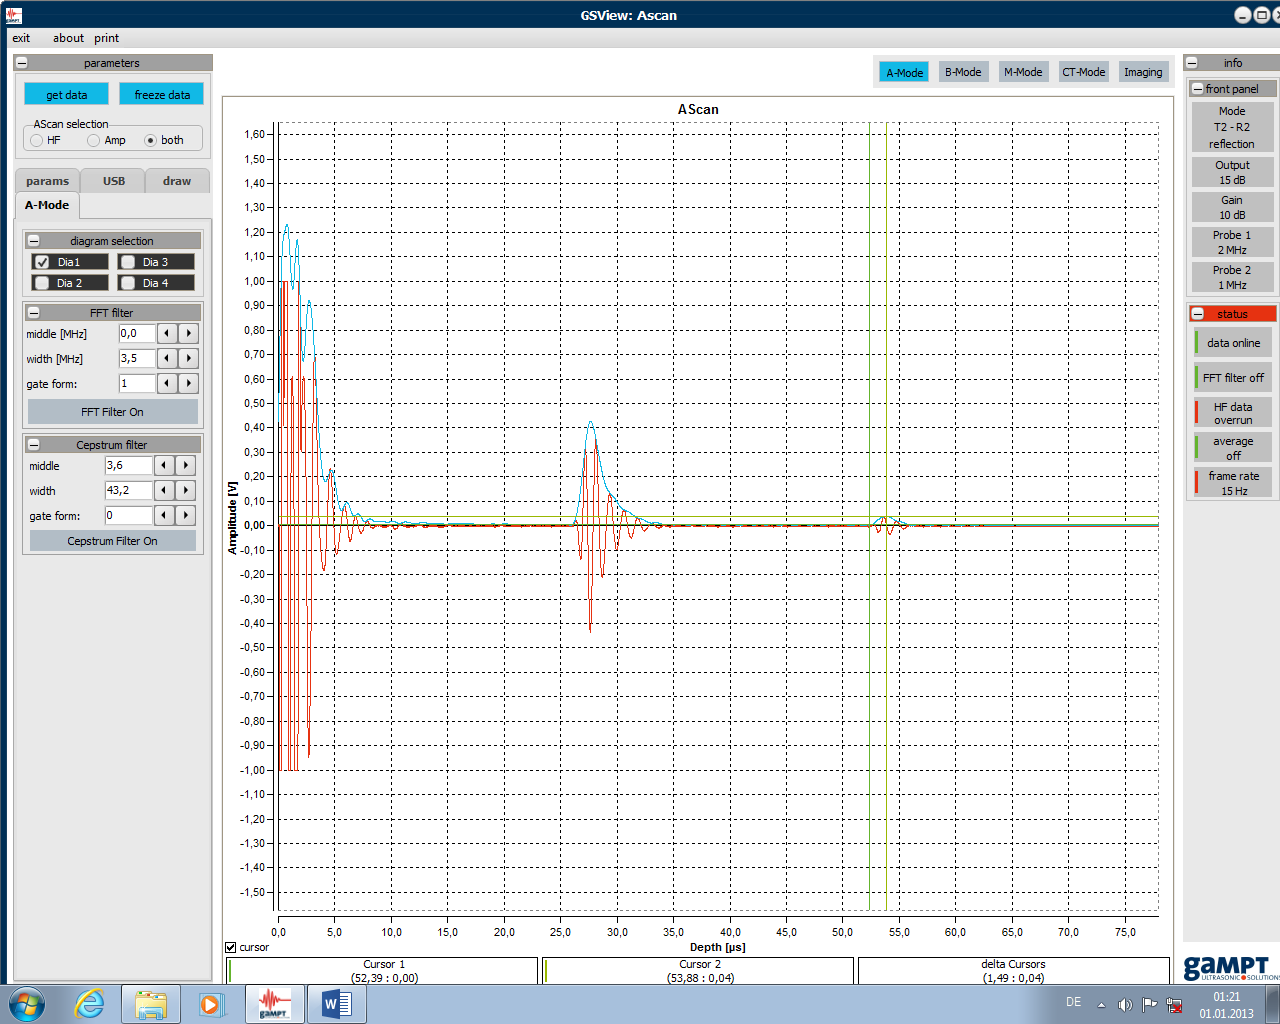 GSView: Ascan
exit about print
parameters
get data freeze data
AScan selection
HF Amp both
params USB draw
A-Mode
diagram selection
Dia1 Dia 3
Dia 2 Dia 4
FFT filter
middle [MHz] 0,0
width [MHz] 3,5
gate form: 1
FFT Filter On
Cepstrum filter
middle 3,6
width 43,2
gate form: 0
Cepstrum Filter On
A-Mode B-Mode M-Mode CT-Mode Imaging
AScan
1,60
1,50
1,40
1,30
1,20
1,10
1,00
0,90
0,80
0,70
0,60
0,50
0,40
0,30
0,20
0,10
0,00
-0,10
-0,20
-0,30
-0,40
-0,50
-0,60
-0,70
-0,80
-0,90
-1,00
-1,10
-1,20
-1,30
-1,40
-1,50
Amplitude [V]
0,0 5,0 10,0 15,0 20,0 25,0 30,0 35,0 40,0 45,0 50,0 55,0 60,0 65,0 70,0 75,0
Depth [µs]
cursor
Cursor 1
(52,39 : 0,00)
Cursor 2
(53,88 : 0,04)
delta Cursors
(1,49 : 0,04)
info
front panel
Mode
T2 - R2
reflection
Output
15 dB
Gain
10 dB
Probe 1
2 MHz
Probe 2
1 MHz
status
data online
FFT filter off
HF data
overrun
average
off
frame rate
15 Hz
gAMPT
ULTRASONIC SOLUTIONS
DE
01:21
01.01.2013